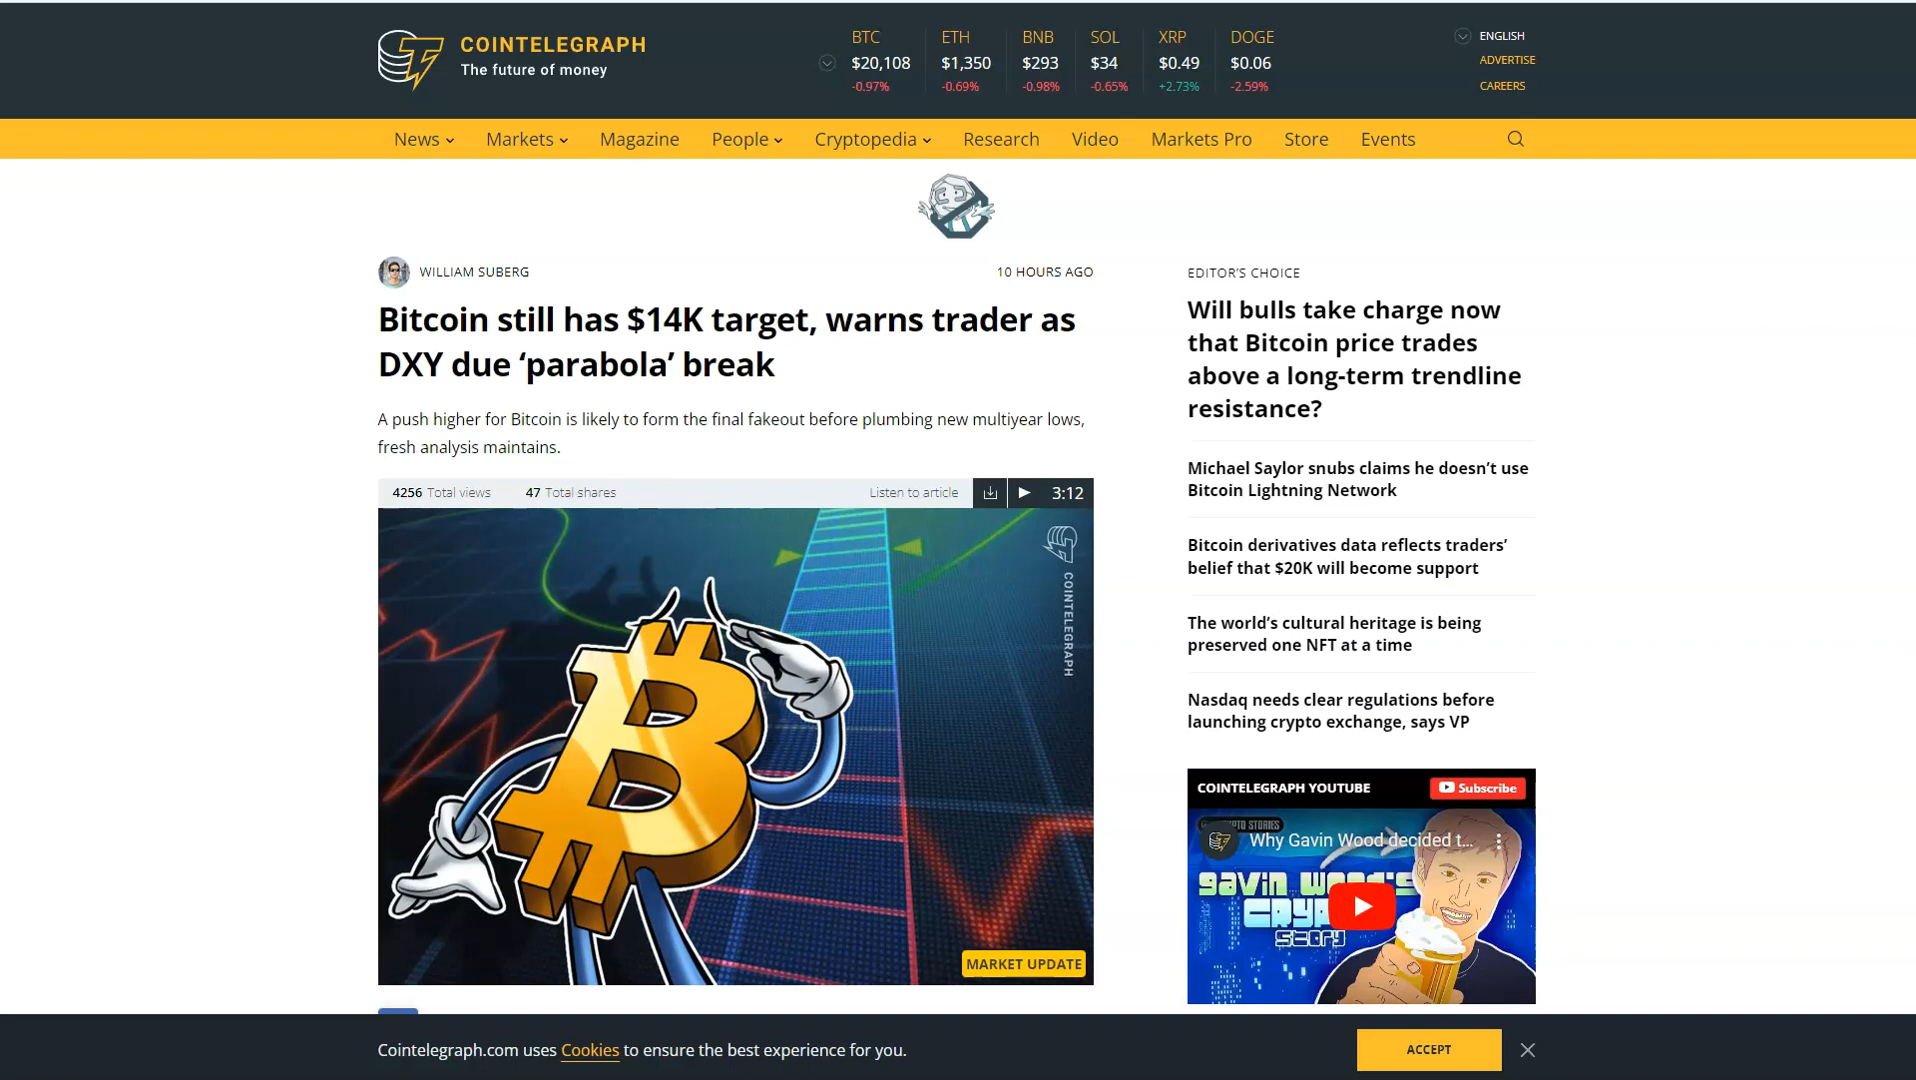 COINTELEGRAPH
The future of money
BTC
$20,108
-0.97%
ETH
$1,350
-0.69%
BNB
$293
-0.98%
SOL
$34
-0.65%
XRP
$0.49
+2.73%
DOGE
$0.06
-2.59%
ENGLISH
ADVERTISE
CAREERS
News Markets Magazine People Cryptopedia Research Video Markets Pro Store Events
WILLIAM SUBERG
10 HOURS AGO
Bitcoin still has $14K target, warns trader as
DXY due ‘parabola’ break
A push higher for Bitcoin is likely to form the final fakeout before plumbing new multiyear lows,
fresh analysis maintains.
4256 Total views 47 Total shares Listen to article 3:12
COINTELEGRAPH
MARKET UPDATE
EDITOR’S CHOICE
Will bulls take charge now
that Bitcoin price trades
above a long-term trendline
resistance?
Michael Saylor snubs claims he doesn’t use
Bitcoin Lightning Network
Bitcoin derivatives data reflects traders’
belief that $20K will become support
The world’s cultural heritage is being
preserved one NFT at a time
Nasdaq needs clear regulations before
launching crypto exchange, says VP
COINTELEGRAPH YOUTUBE Subscribe
STORIES
Why Gavin Wood decided t...
story
Cointelegraph.com uses Cookies to ensure the best experience for you.
ACCEPT